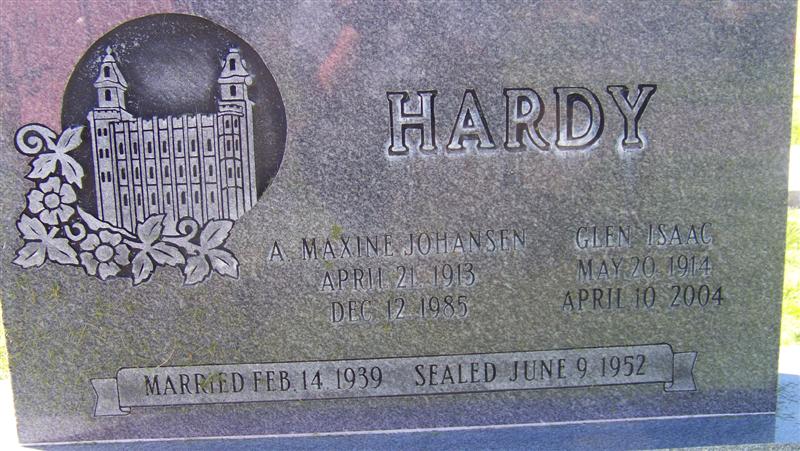 HARDY
A. MAXINE JOHANSEN
APRIL 21, 1913
DEC 12, 1985
GLEN ISAAC
MAY 20, 1914
APRIL 10, 2004
MARRIED FEB. 14 1939 SEALED JUNE 9, 1952